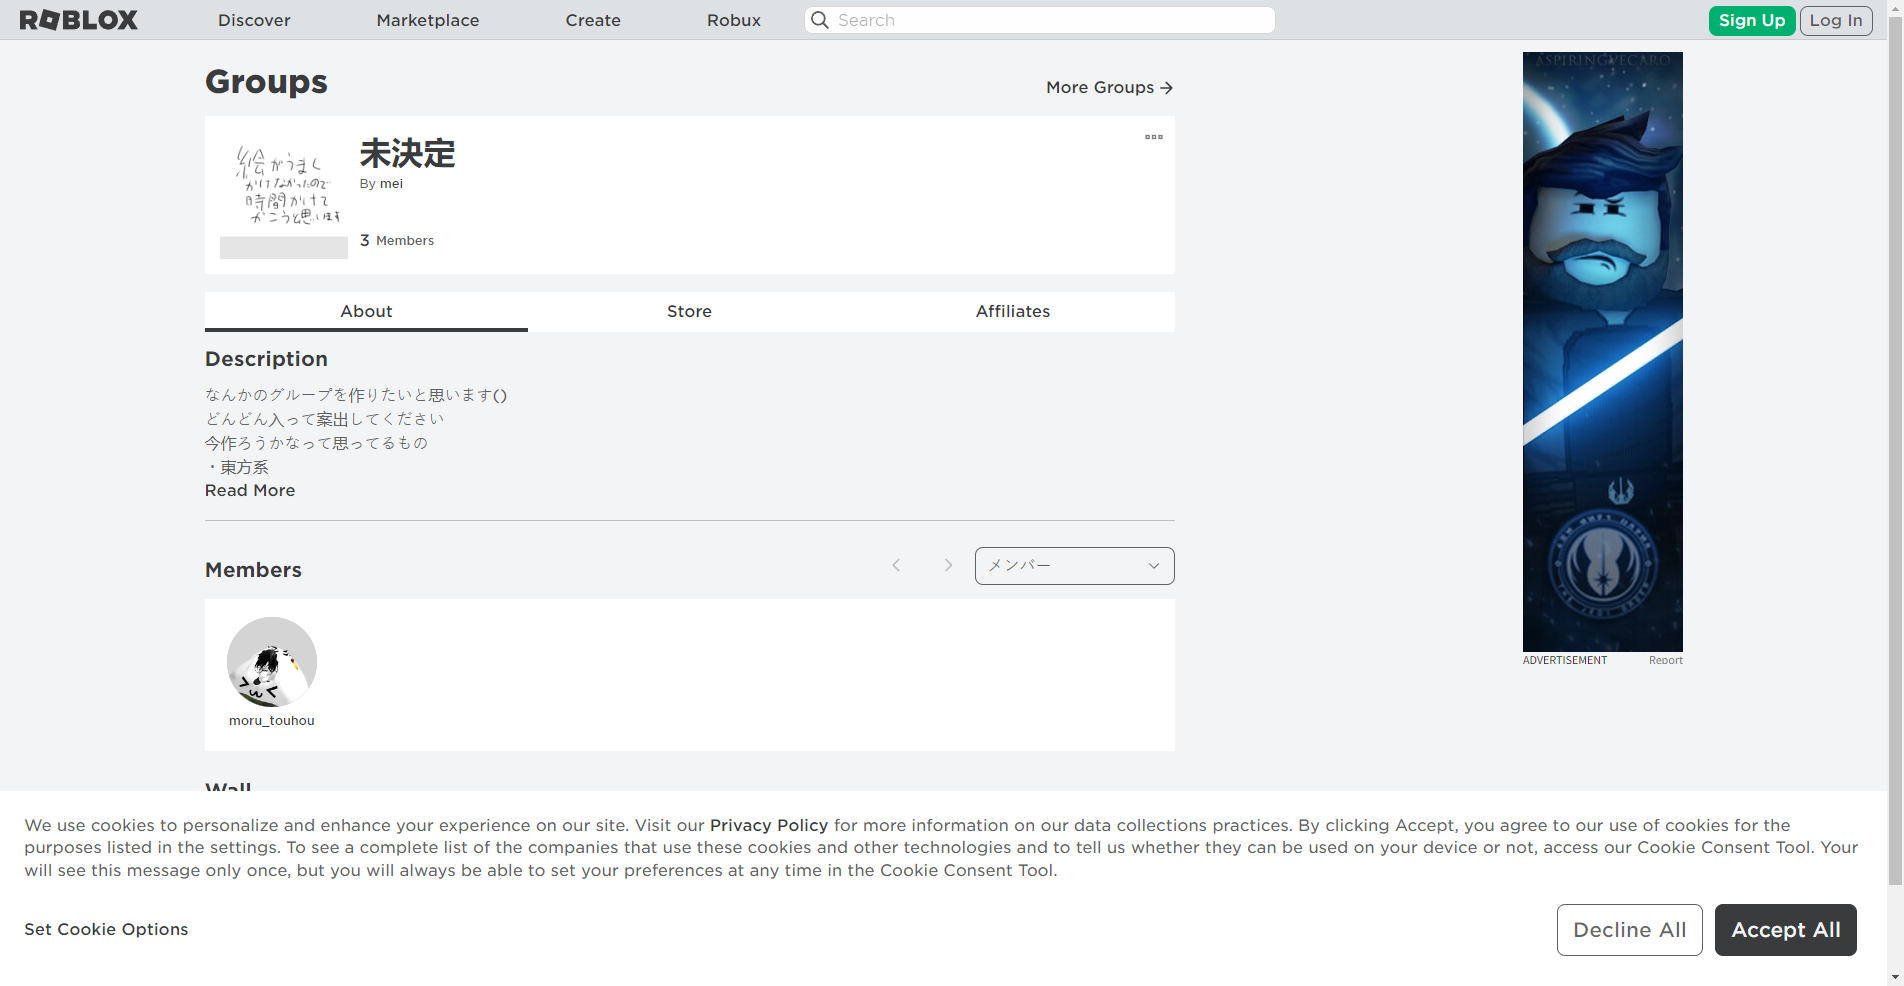 ROBLOX
Discover
Marketplace
Create
Robux
Search
Sign Up
Log In
Groups
More Groups
絵がうまく
かけなかったので
時間かけて
かこうと思います
未決定
By mei
3 Members
About
Store
Affiliates
Description
なんかのグループを作りたいと思います()
どんどん入って案出してください
今作ろうかなって思ってるもの
・東方系
Read More
Members
メンバー
moru_touhou
Wall
ASPIRINGVECARO
ADVERTISEMENT
Report
We use cookies to personalize and enhance your experience on our site. Visit our Privacy Policy for more information on our data collections practices. By clicking Accept, you agree to our use of cookies for the
purposes listed in the settings. To see a complete list of the companies that use these cookies and other technologies and to tell us whether they can be used on your device or not, access our Cookie Consent Tool. Your
will see this message only once, but you will always be able to set your preferences at any time in the Cookie Consent Tool.
Set Cookie Options
Decline All
Accept All